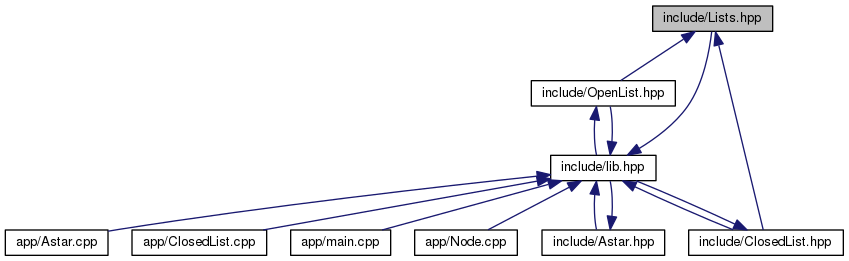 include/Lists.hpp
include/OpenList.hpp
include/lib.hpp
app/Astar.cpp
app/ClosedList.cpp
app/main.cpp
app/Node.cpp
include/Astar.hpp
include/ClosedList.hpp